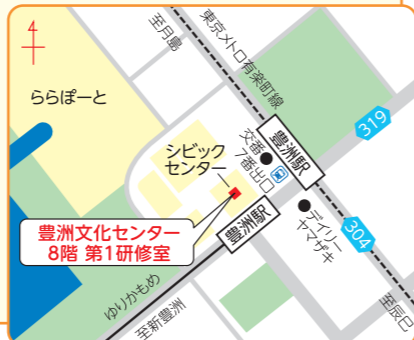 至月島
東京メトロ有楽町線
ららぽーと
319
シビック
センター
交番
7番出口
豊洲駅
豊洲文化センター
8階 第1研修室
豊洲駅
デイリー
ヤマザキ
304
ゆりかもめ
至新豊洲
至辰巳